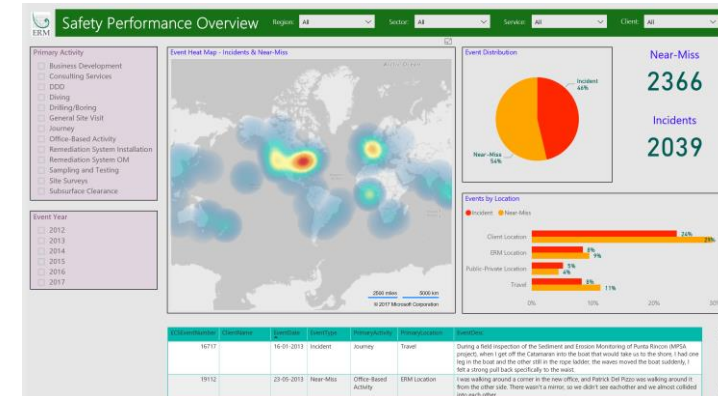 ERM
Safety Performance Overview
Region: All
Sector: All
Service: All
Client: All
Primary Activity
Business Development
Consulting Services
DDD
Diving
Drilling/Boring
General Site Visit
Journey
Office-Based Activity
Remediation System Installation
Remediation System OM
Sampling and Testing
Site Surveys
Subsurface Clearance
Event Year
2012
2013
2014
2015
2016
2017
Event Heat Map - Incidents & Near-Miss
2500 miles 5000 km
© 2017 Microsoft Corporation
Event Distribution
Incident
46%
Near-Miss
54%
Near-Miss
2366
Incidents
2039
Events by Location
Incident Near-Miss
Client Location 24%
ERM Location 8% 9%
Public-Private Location 5%
Travel 8% 11%
0% 10% 20% 30%
ECSEventNumber ClientName EventDate EventType PrimaryActivity PrimaryLocation EventDesc
16717 16-01-2013 Incident Journey Travel During a field inspection of the Sediment and Erosion Monitoring of Punta Rincon (MPSA
project), when I get off the Catamaran into the boat that would take us to the shore, I had one
leg in the boat and the other still in the rope ladder, the waves moved the boat suddenly, I
felt a strong pull back specifically to the waist.
19112 23-05-2013 Near-Miss Office-Based Activity ERM Location I was walking around a corner in the new office, and Patrick Del Pizzo was walking around it
from the other side. There wasn't a mirror, so we didn't see eachother and we almost collided
into each other.